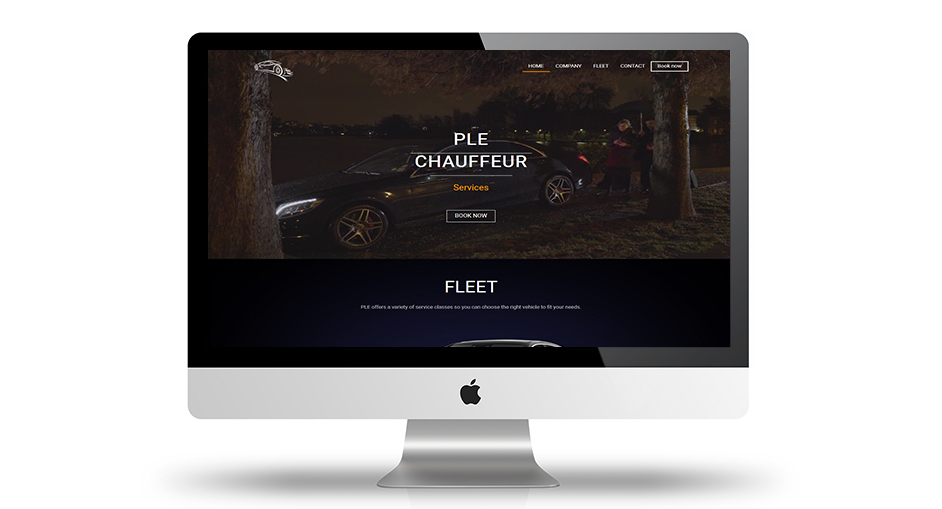 HOME COMPANY FLEET CONTACT Book now
PLE
CHAUFFEUR
Services
BOOK NOW
FLEET
PLE offers a variety of service classes so you can choose the right vehicle to fit your needs.